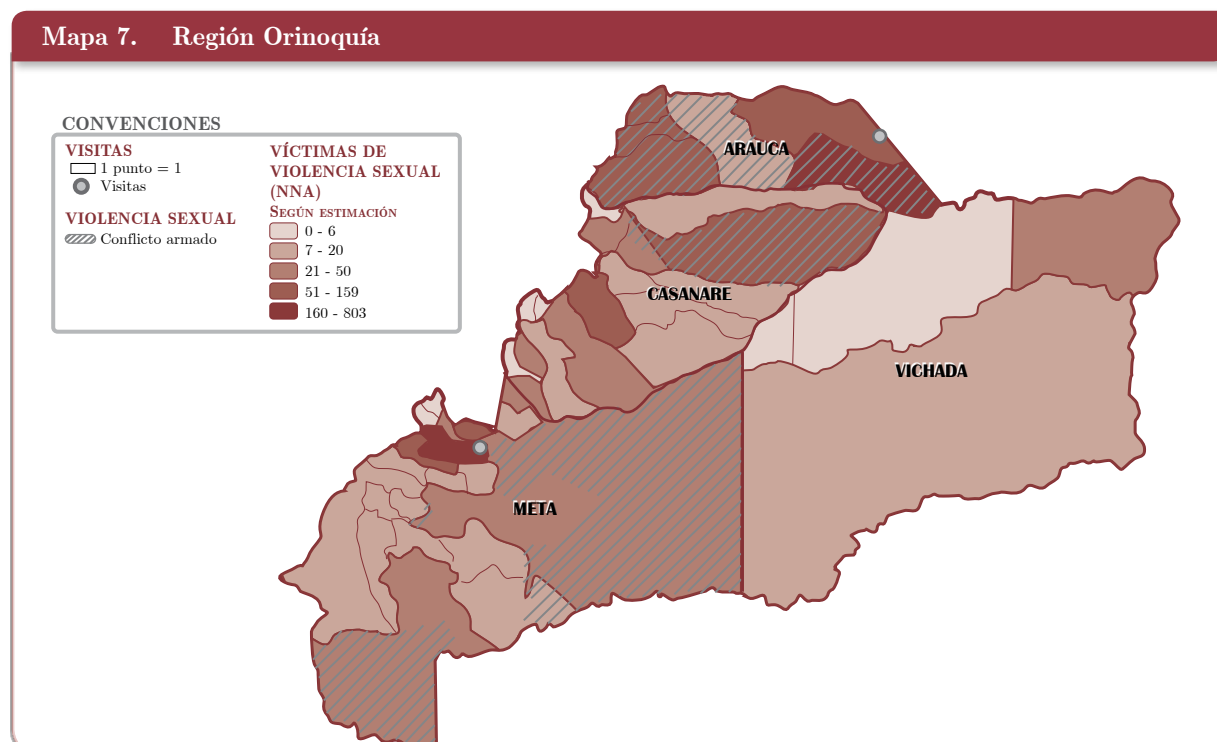 Mapa 7. Región Orinoquía
CONVENCIONES
VISITAS
1 punto = 1
Visitas
VIOLENCIA SEXUAL
Conflicto armado
VÍCTIMAS DE
VIOLENCIA SEXUAL
(NNA)
Según estimación
0 - 6
7 - 20
21 - 50
51 - 159
160 - 803
ARAUCA
CASANARE
VICHADA
META